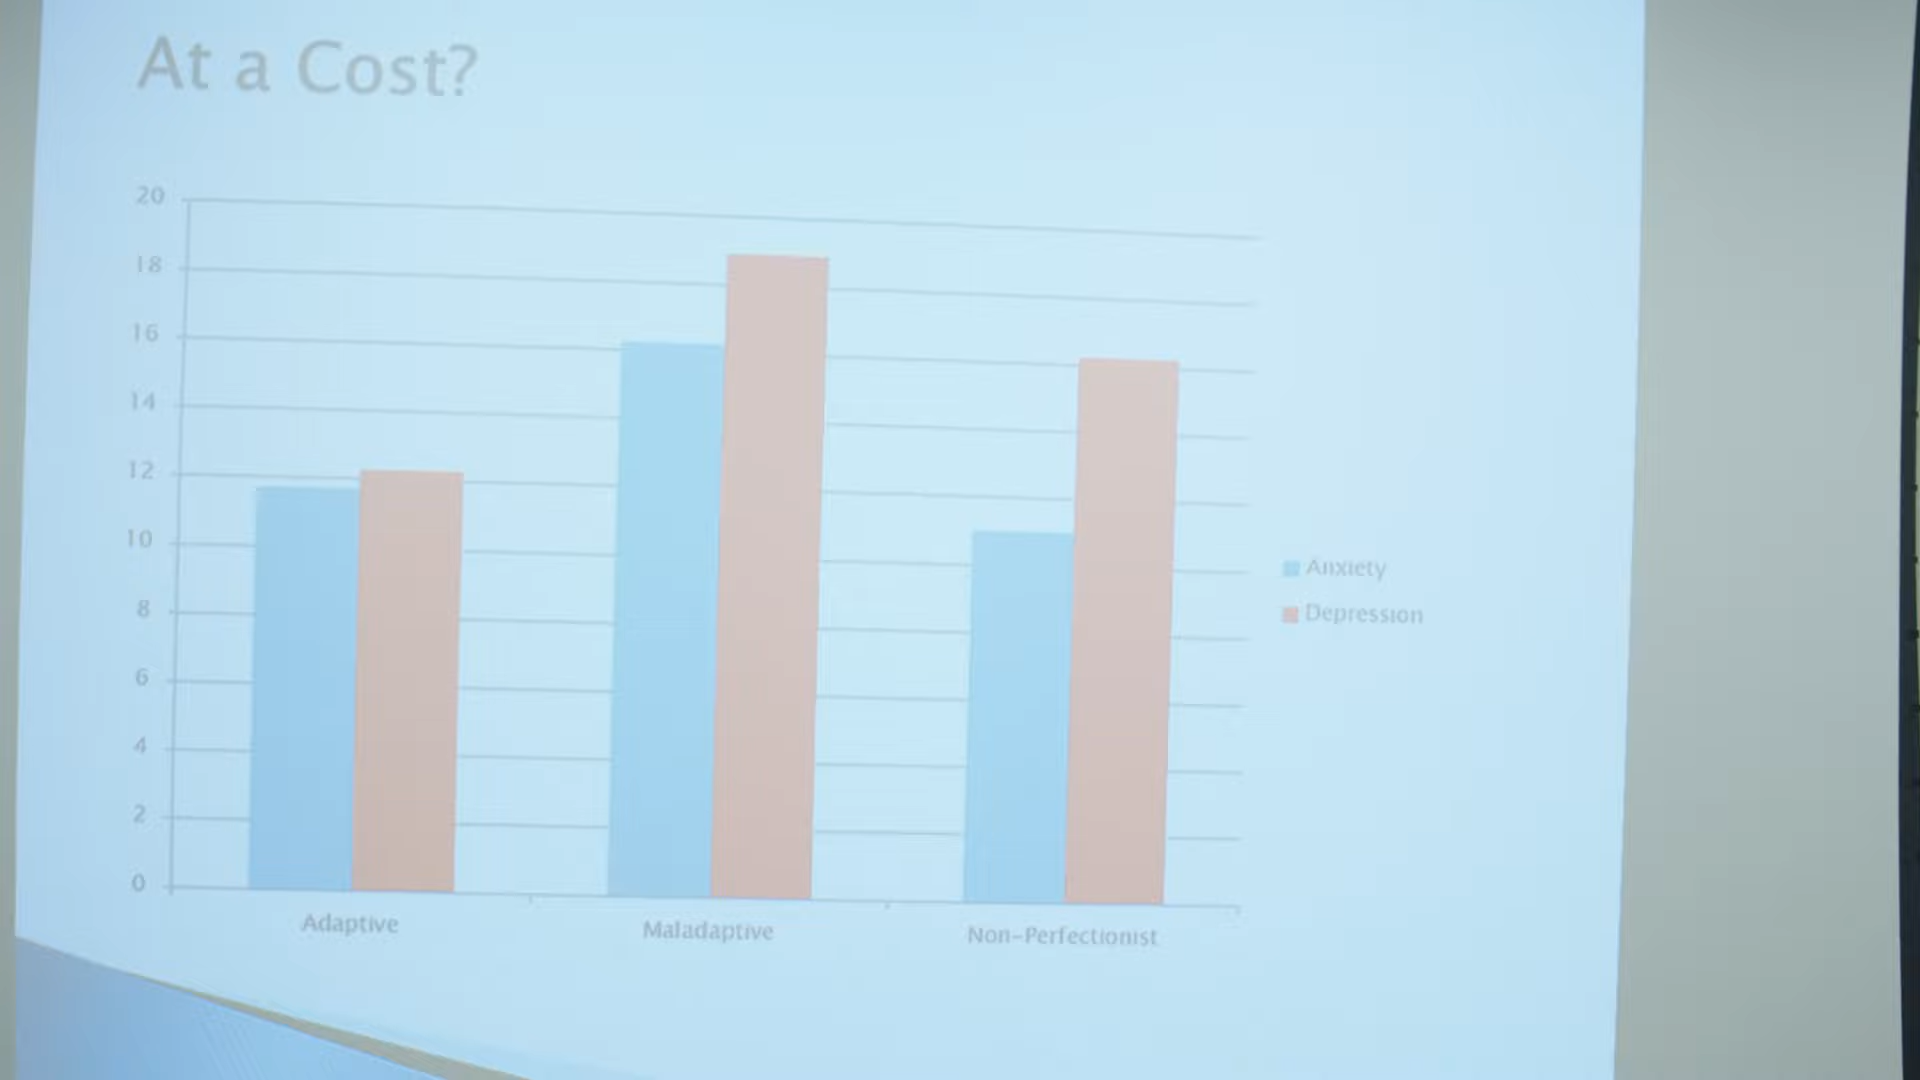 At a Cost?
20
18
16
14
12
10
8
6
4
2
0
Adaptive
Maladaptive
Non-Perfectionist
Anxiety
Depression